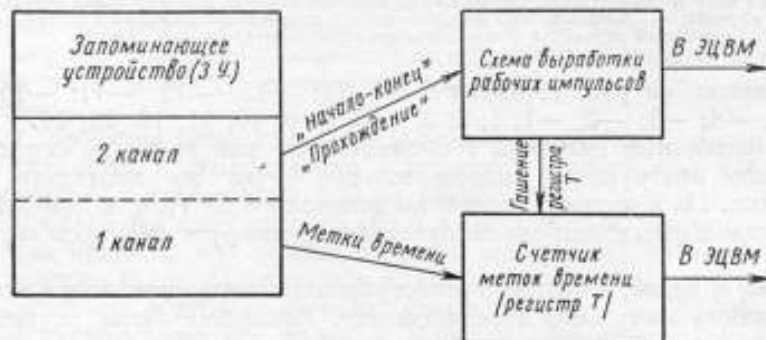 Запоминающее
устройство (З.У.)
2 канал
1 канал
„Начало-конец“
„Прохождение“
Метки времени
Схема выработки
рабочих импульсов
В ЭЦВМ
Гашение
регистра
Т
Счетчик
меток времени
|регистр Т|
В ЭЦВМ